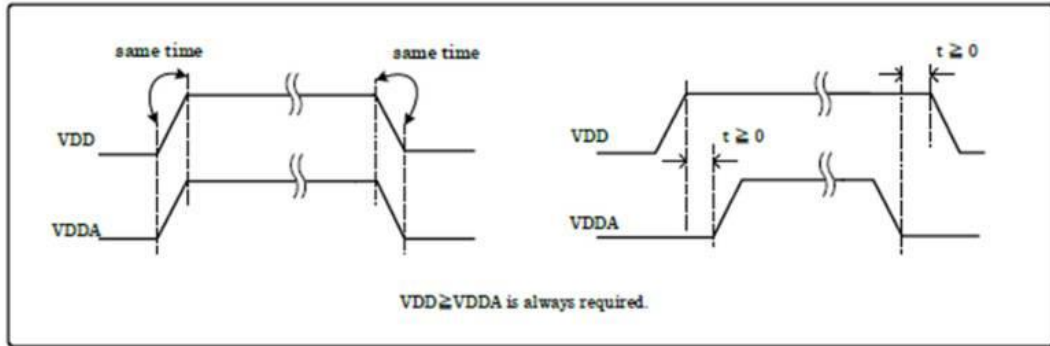 same time
same time
t ≧ 0
VDD
VDD
t ≧ 0
VDDA
VDDA
VDD≧VDDA is always required.